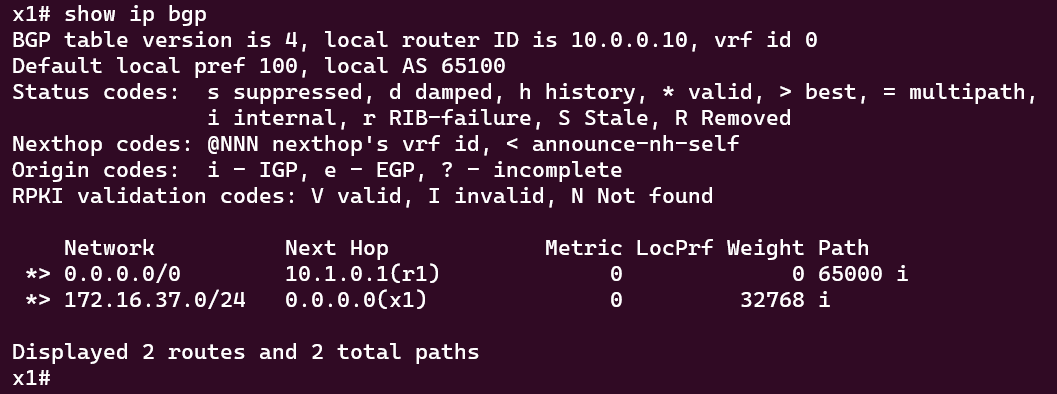 x1# show ip bgp
BGP table version is 4, local router ID is 10.0.0.10, vrf id 0
Default local pref 100, local AS 65100
Status codes:  s suppressed, d damped, h history, * valid, > best, = multipath,
               i internal, r RIB-failure, S Stale, R Removed
Nexthop codes: @NNN nexthop's vrf id, < announce-nh-self
Origin codes:  i - IGP, e - EGP, ? - incomplete
RPKI validation codes: V valid, I invalid, N Not found

    Network          Next Hop            Metric LocPrf Weight Path
 *> 0.0.0.0/0        10.1.0.1(r1)             0             0 65000 i
 *> 172.16.37.0/24   0.0.0.0(x1)              0         32768 i

Displayed 2 routes and 2 total paths
x1#